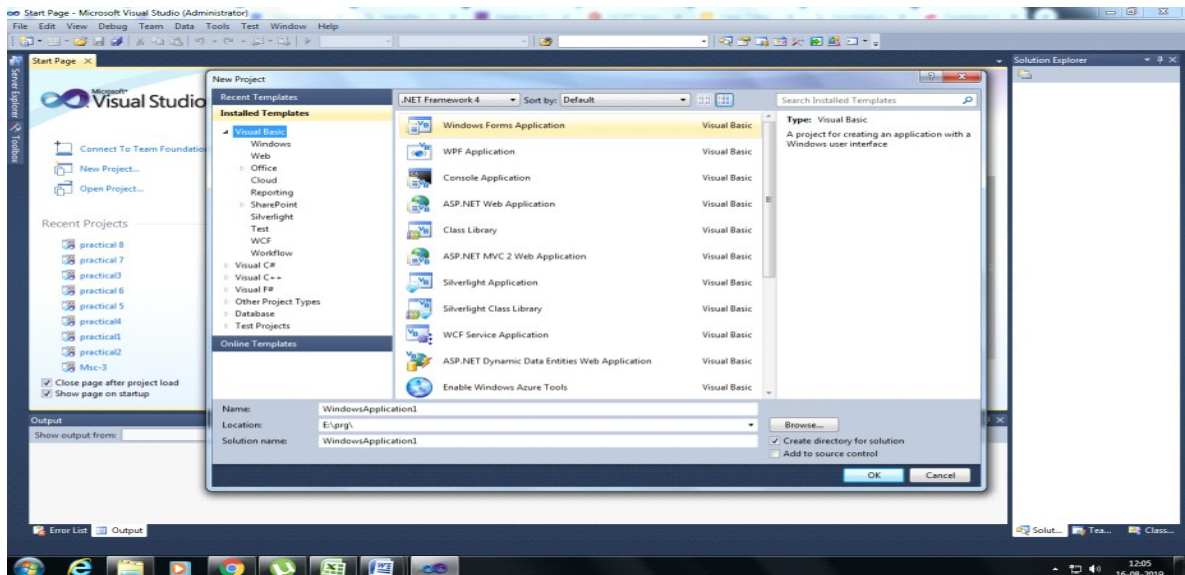 Start Page - Microsoft Visual Studio (Administrator)
File Edit View Debug Team Data Tools Test Window Help
Start Page
Solution Explorer
Server Explorer
Toolbox
Microsoft
Visual Studio
Connect To Team Foundation
New Project...
Open Project...
Recent Projects
practical 8
practical 7
practical3
practical 6
practical 5
practical4
practical1
practical2
Msc-3
Close page after project load
Show page on startup
New Project
Recent Templates
Installed Templates
Visual Basic
Windows
Web
Office
Cloud
Reporting
SharePoint
Silverlight
Test
WCF
Workflow
Visual C#
Visual C++
Visual F#
Other Project Types
Database
Test Projects
Online Templates
.NET Framework 4 Sort by: Default
Search Installed Templates
Windows Forms Application Visual Basic
WPF Application Visual Basic
Console Application Visual Basic
ASP.NET Web Application Visual Basic
Class Library Visual Basic
ASP.NET MVC 2 Web Application Visual Basic
Silverlight Application Visual Basic
Silverlight Class Library Visual Basic
WCF Service Application Visual Basic
ASP.NET Dynamic Data Entities Web Application Visual Basic
Enable Windows Azure Tools Visual Basic
Type: Visual Basic
A project for creating an application with a
Windows user interface
Name: WindowsApplication1
Location: E:\prg\
Browse...
Solution name: WindowsApplication1
Create directory for solution
Add to source control
OK Cancel
Output
Show output from:
Error List Output
Solut... Tea... Class...
12:05
16-08-2019